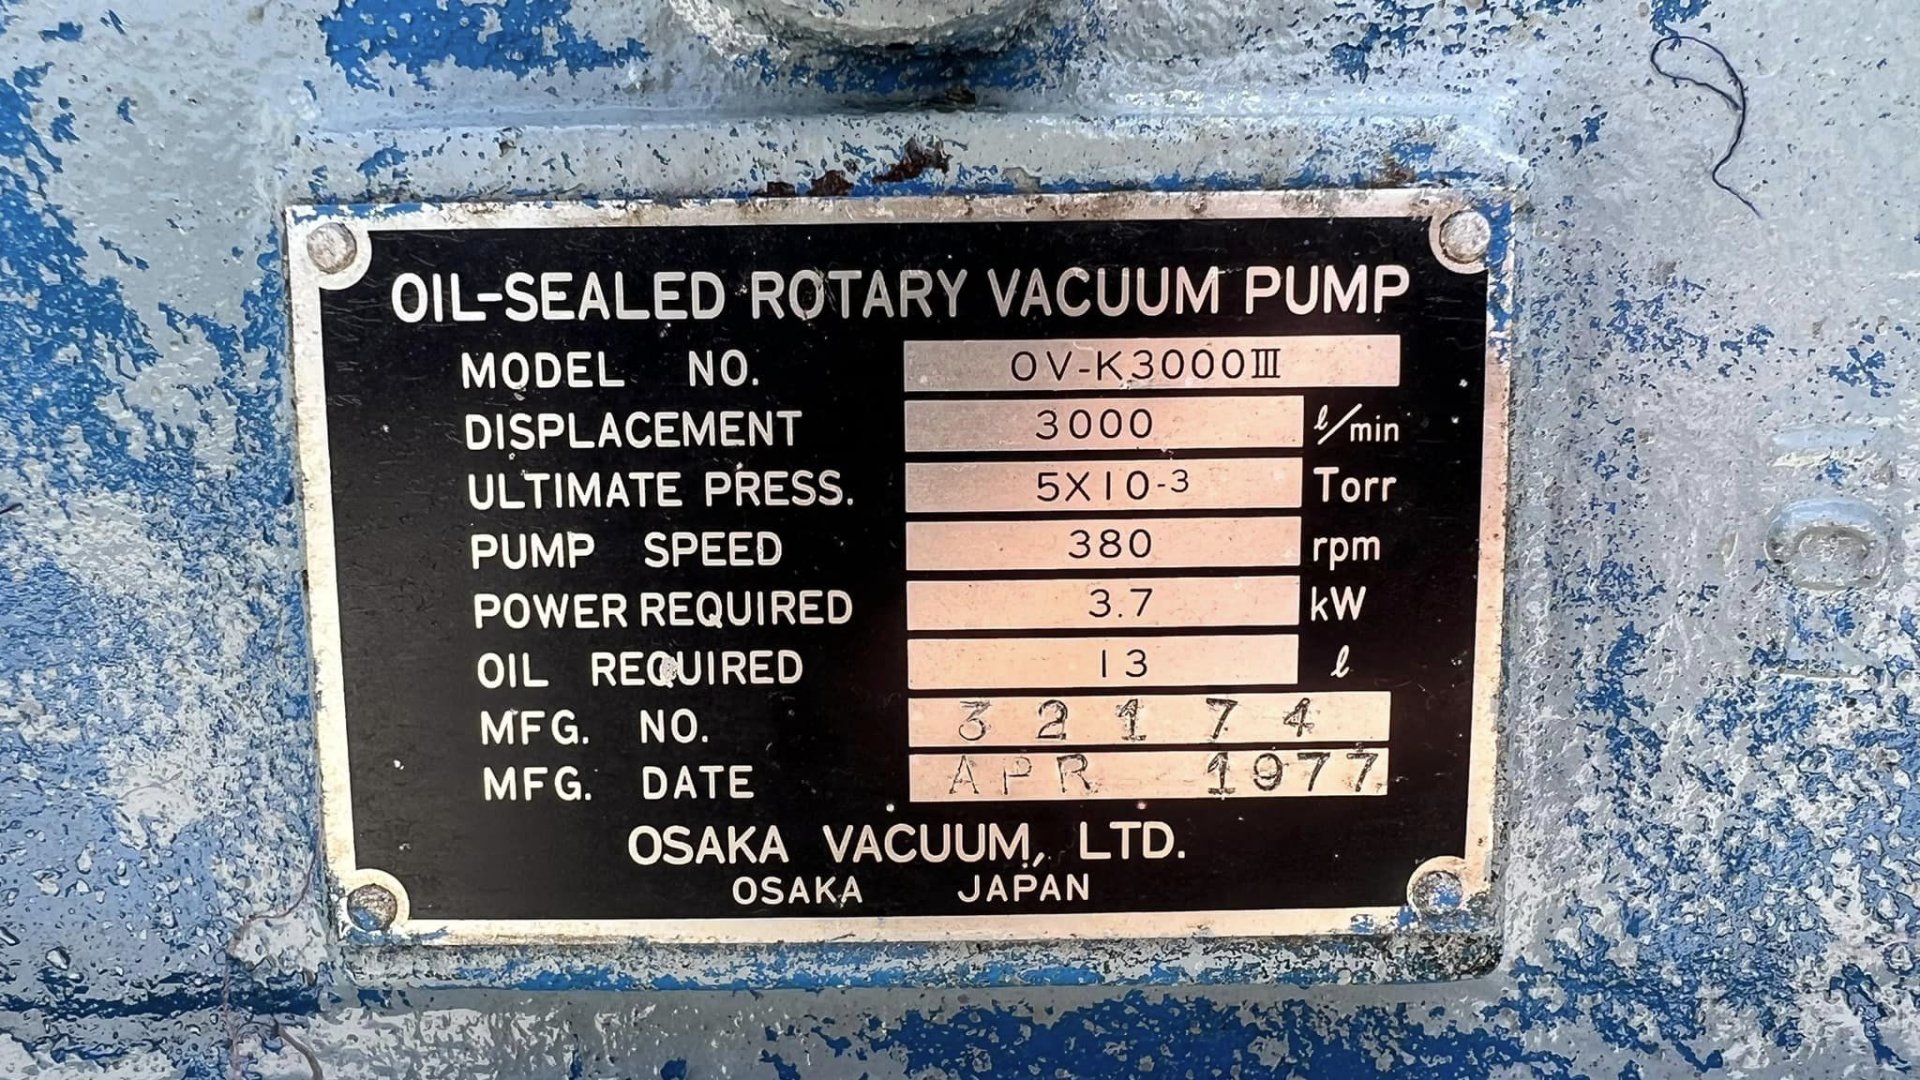 OIL-SEALED ROTARY VACUUM PUMP
MODEL NO. OV-K3000III
DISPLACEMENT 3000 ℓ/min
ULTIMATE PRESS. 5X10-3 Torr
PUMP SPEED 380 rpm
POWER REQUIRED 3.7 kW
OIL REQUIRED 13 ℓ
MFG. NO. 32174
MFG. DATE APR 1977
OSAKA VACUUM, LTD.
OSAKA JAPAN